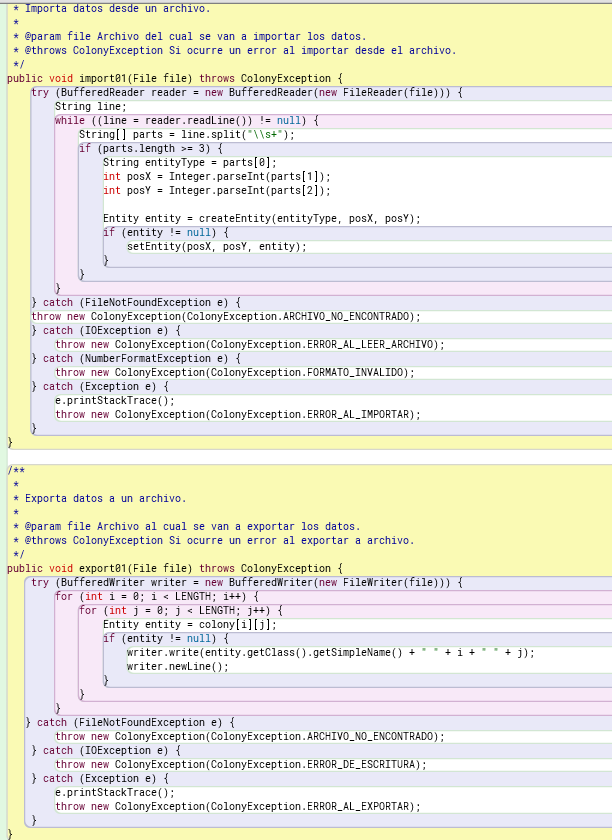 * Importa datos desde un archivo.
*
* @param file Archivo del cual se van a importar los datos.
* @throws ColonyException Si ocurre un error al importar desde el archivo.
*/
public void import01(File file) throws ColonyException {
try (BufferedReader reader = new BufferedReader(new FileReader(file))) {
String line;
while ((line = reader.readLine()) != null) {
String[] parts = line.split("\\s+");
if (parts.length >= 3) {
String entityType = parts[0];
int posX = Integer.parseInt(parts[1]);
int posY = Integer.parseInt(parts[2]);
Entity entity = createEntity(entityType, posX, posY);
if (entity != null) {
setEntity(posX, posY, entity);
}
}
}
} catch (FileNotFoundException e) {
throw new ColonyException(ColonyException.ARCHIVO_NO_ENCONTRADO);
} catch (IOException e) {
throw new ColonyException(ColonyException.ERROR_AL_LEER_ARCHIVO);
} catch (NumberFormatException e) {
throw new ColonyException(ColonyException.FORMATO_INVALIDO);
} catch (Exception e) {
e.printStackTrace();
throw new ColonyException(ColonyException.ERROR_AL_IMPORTAR);
}
}
/**
*
* Exporta datos a un archivo.
*
* @param file Archivo al cual se van a exportar los datos.
* @throws ColonyException Si ocurre un error al exportar a archivo.
*/
public void export01(File file) throws ColonyException {
try (BufferedWriter writer = new BufferedWriter(new FileWriter(file))) {
for (int i = 0; i < LENGTH; i++) {
for (int j = 0; j < LENGTH; j++) {
Entity entity = colony[i][j];
if (entity != null) {
writer.write(entity.getClass().getSimpleName() + " " + i + " " + j);
writer.newLine();
}
}
}
} catch (FileNotFoundException e) {
throw new ColonyException(ColonyException.ARCHIVO_NO_ENCONTRADO);
} catch (IOException e) {
throw new ColonyException(ColonyException.ERROR_DE_ESCRITURA);
} catch (Exception e) {
e.printStackTrace();
throw new ColonyException(ColonyException.ERROR_AL_EXPORTAR);
}
}